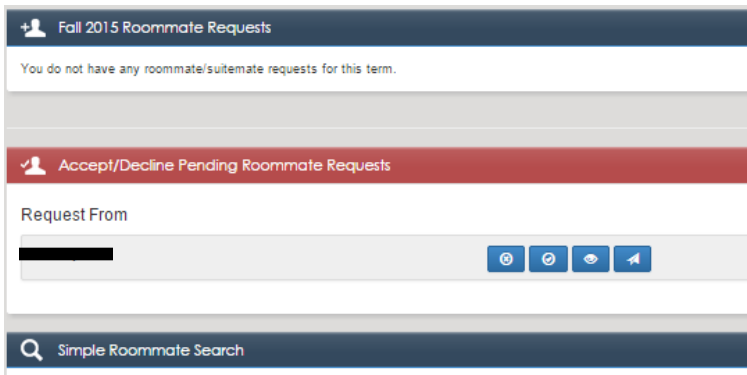 Fall 2015 Roommate Requests
You do not have any roommate/suitemate requests for this term.
Accept/Decline Pending Roommate Requests
Request From
Simple Roommate Search